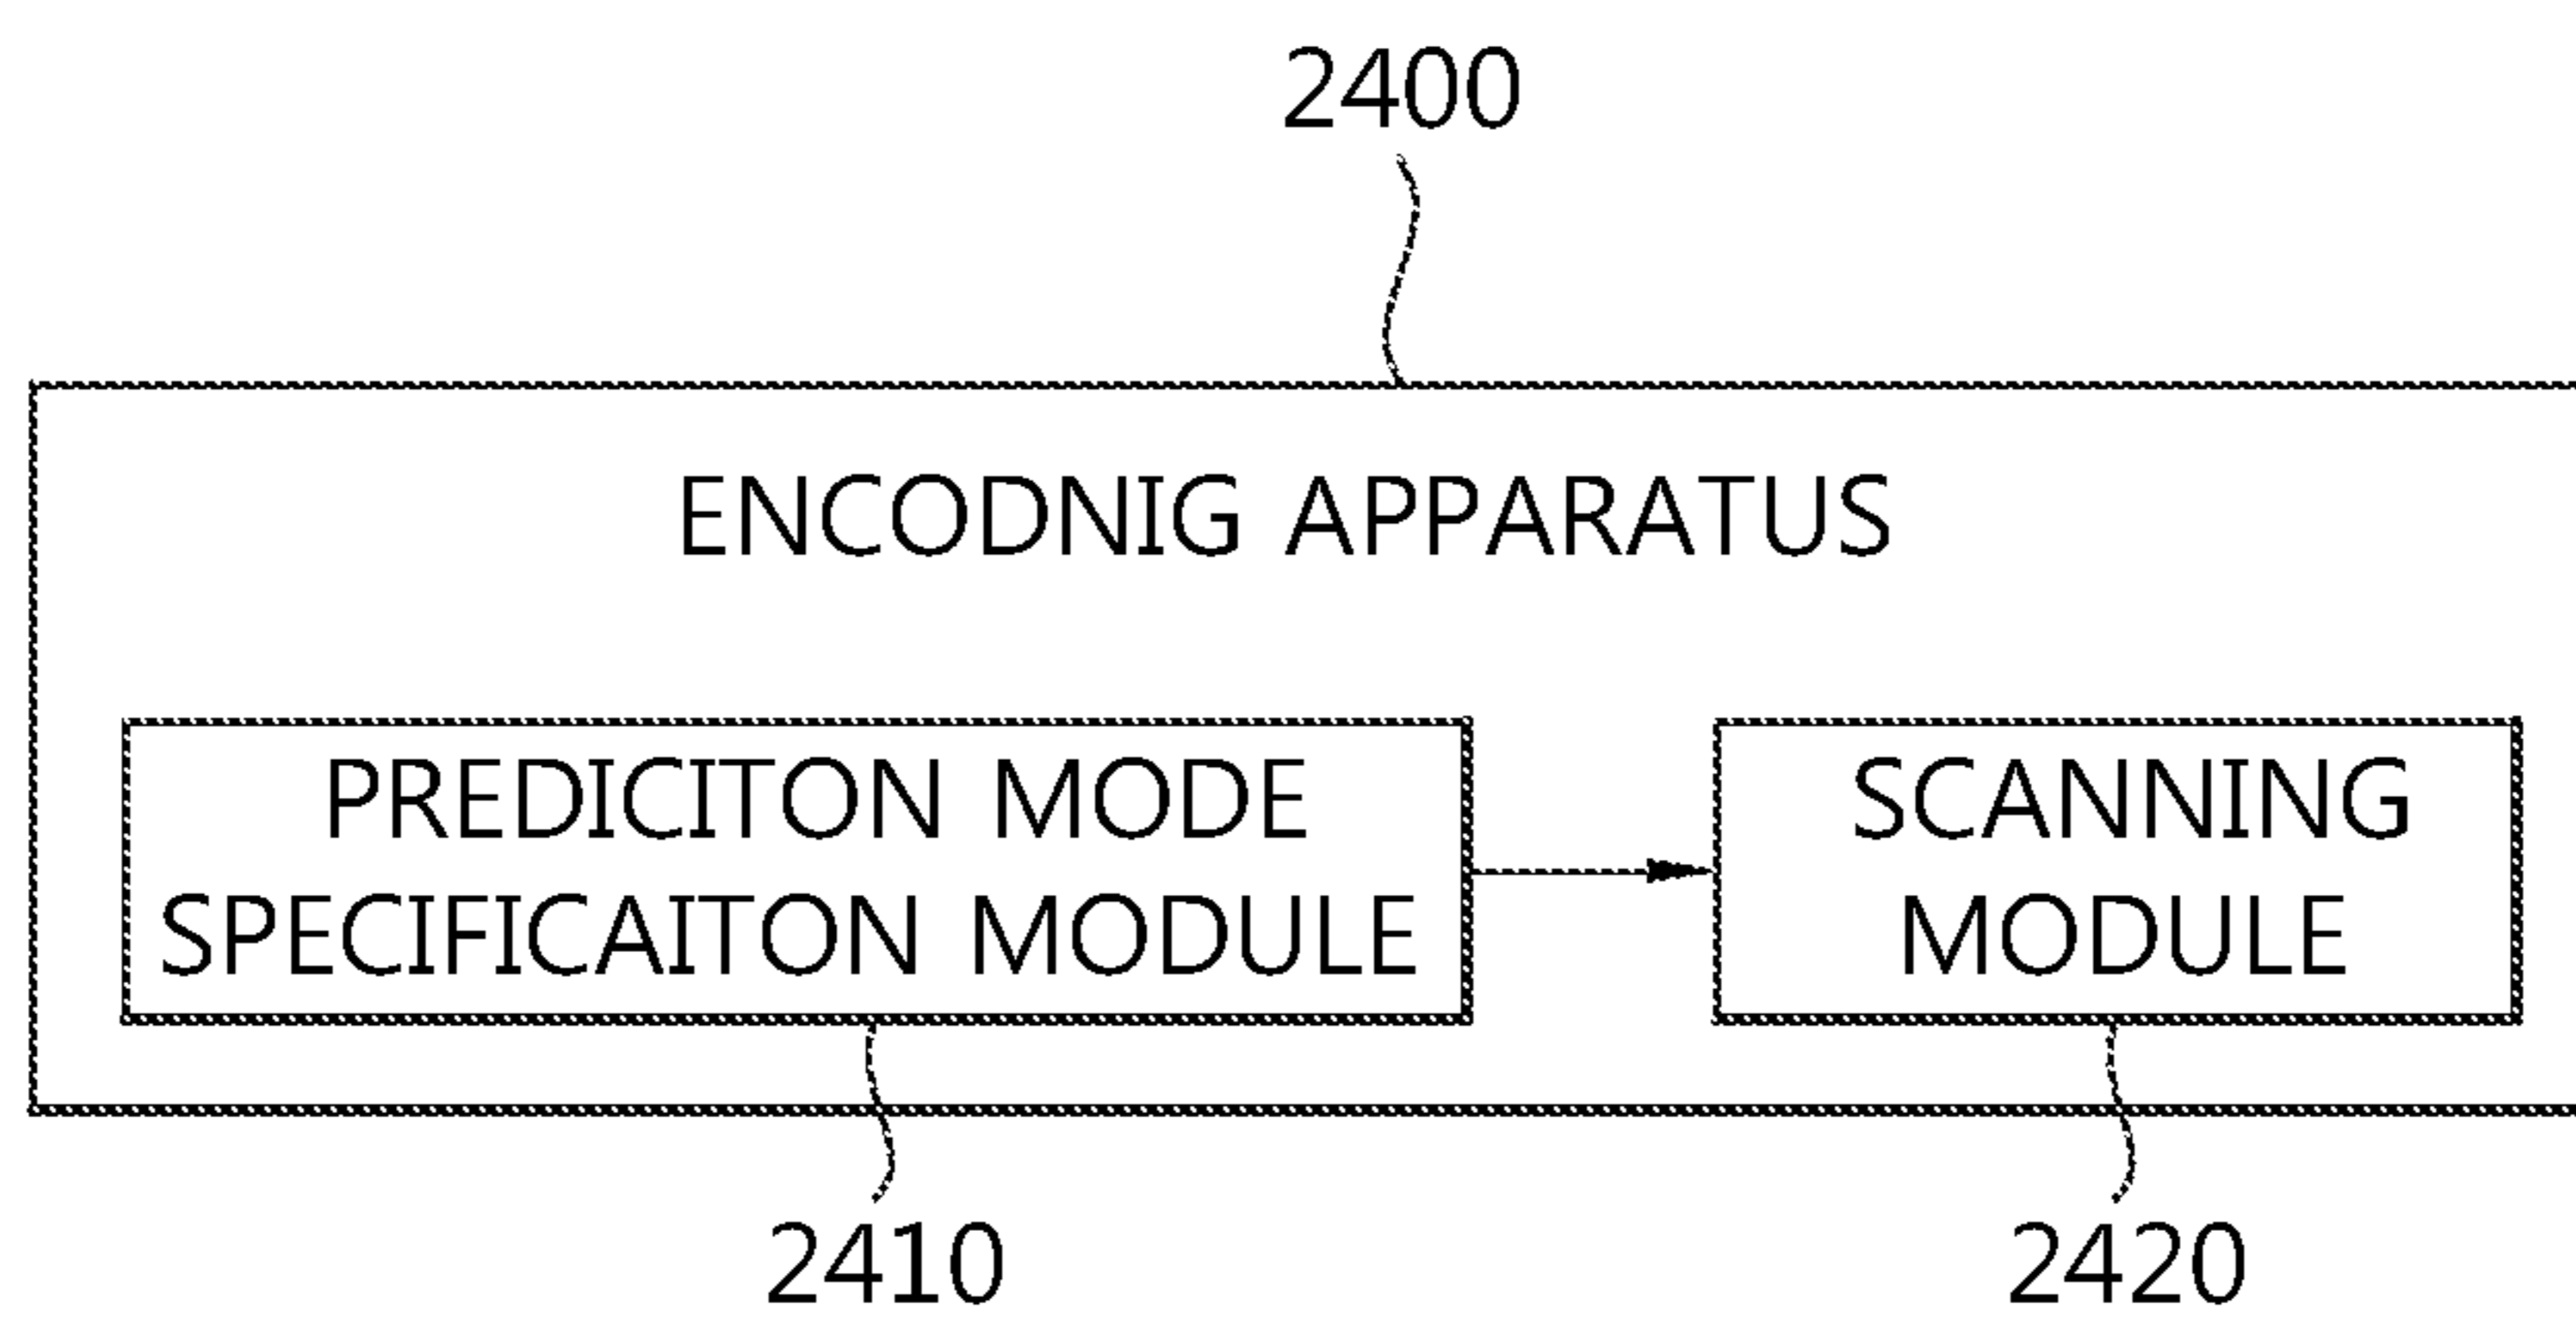 2400
ENCODNIG APPARATUS
PREDICITON MODE
SPECIFICAITON MODULE
SCANNING
MODULE
2410
2420